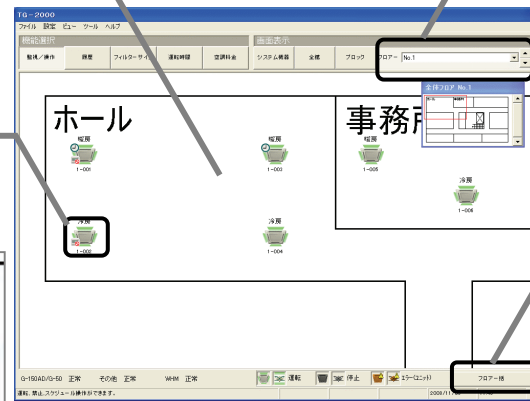 TG-2000
ファイル 設定 ビュー ツール ヘルプ
機能選択 画面表示
監視／操作 履歴 フィルターサイン 運転時間 空調料金 システム機器 全標 ブロック フロアー No.1
全体フロア No.1
ホール 事務所
暖房 暖房 暖房
1-001 1-003 1-005
冷房
1-006
冷房 冷房
1-002 1-004
G-150AD/G-50 正常 その他 正常 WHM 正常 運転 停止 エラー(ユニット) フロアー標
運転、禁止、スケジュール操作ができます。 2008/11/